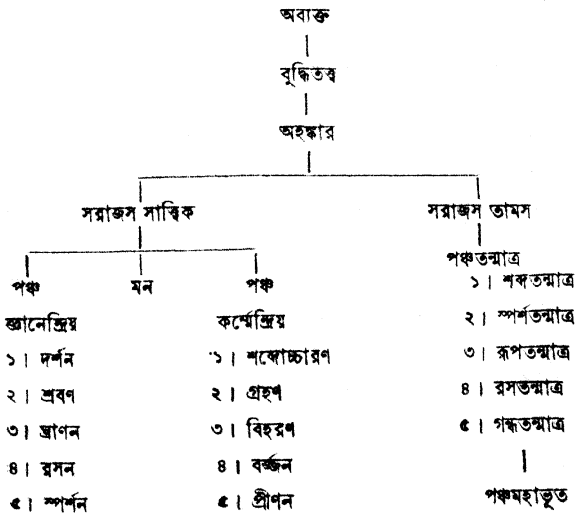 অব্যক্ত
বুদ্ধিতত্ত্ব
অহঙ্কার
সরাজস সাত্ত্বিক
সরাজস তামস
পঞ্চ
জ্ঞানেন্দ্রিয়
১। দর্শন
২। শ্রবণ
৩। ঘ্রাণন
৪। রসন
৫। স্পর্শন
মন
পঞ্চ
কর্ম্মেন্দ্রিয়
১। শব্দোচ্চারণ
২। গ্রহণ
৩। বিহরণ
৪। বর্জ্জন
৫। প্রীণন
পঞ্চতন্মাত্র
১। শব্দতন্মাত্র
২। স্পর্শতন্মাত্র
৩। রূপতন্মাত্র
৪। রসতন্মাত্র
৫। গন্ধতন্মাত্র
পঞ্চমহাভূত